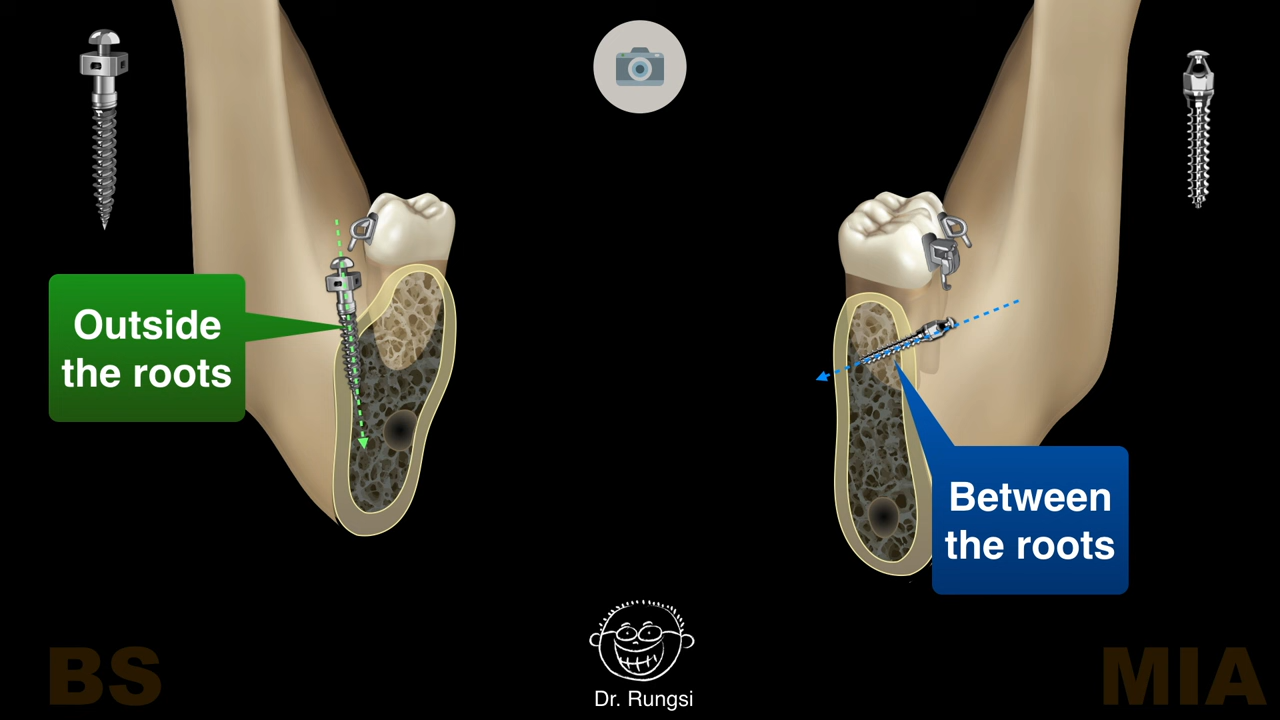 Outside
the roots
Between
the roots
BS
MIA
Dr. Rungsi